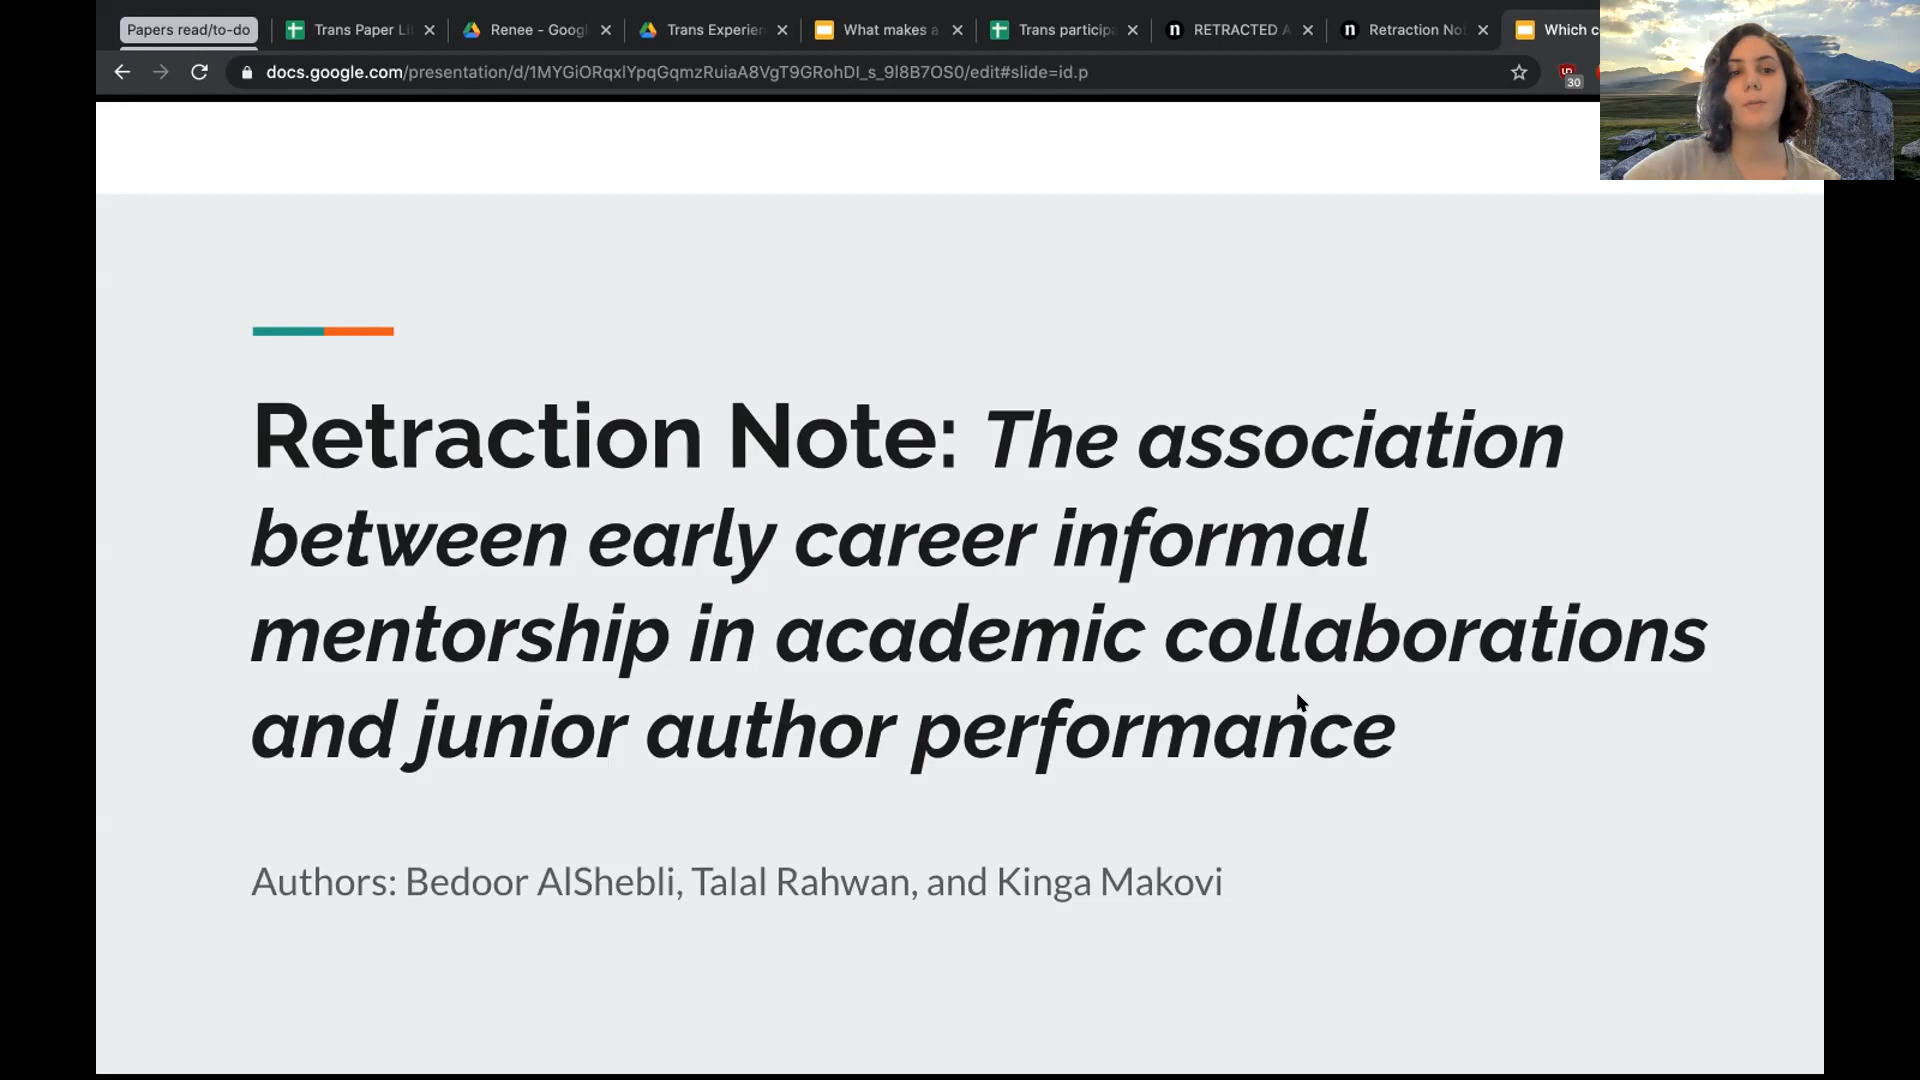 Papers read/to-do
Trans Paper Li
Renee - Googl
Trans Experien
What makes a
Trans participa
RETRACTED A
Retraction No
Which c
docs.google.com/presentation/d/1MYGiORqxlYpqGqmzRuiaA8VgT9GRohDI_s_9l8B7OS0/edit#slide=id.p
30
Retraction Note: The association
between early career informal
mentorship in academic collaborations
and junior author performance
Authors: Bedoor AlShebli, Talal Rahwan, and Kinga Makovi